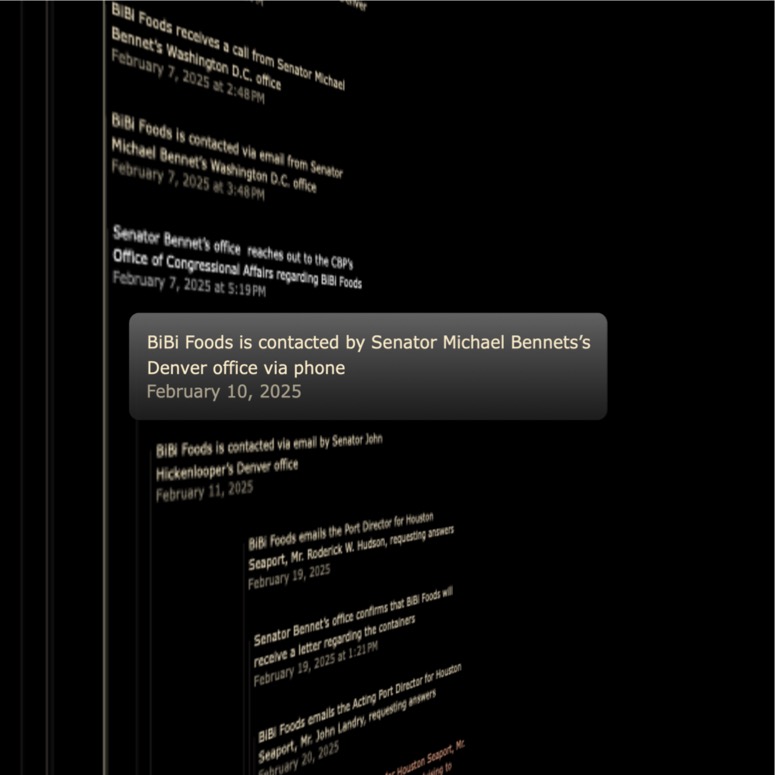 BiBi Foods receives a call from Senator Michael
Bennet's Washington D.C. office
February 7, 2025 at 2:48PM
BiBi Foods is contacted via email from Senator
Michael Bennet's Washington D.C. office
February 7, 2025 at 3:48PM
Senator Bennet's office reaches out to the CBP's
Office of Congressional Affairs regarding BiBi Foods
February 7, 2025 at 5:19PM
BiBi Foods is contacted by Senator Michael Bennets's
Denver office via phone
February 10, 2025
BiBi Foods is contacted via email by Senator John
Hickenlooper's Denver office
February 11, 2025
BiBi Foods emails the Port Director for Houston
Seaport, Mr. Roderick W. Hudson, requesting answers
February 19, 2025
Senator Bennet's office confirms that BiBi Foods will
receive a letter regarding the containers
February 19, 2025 at 1:21PM
BiBi Foods emails the Acting Port Director for Houston
Seaport, Mr. John Landry, requesting answers
February 20, 2025
Houston Seaport, Mr.
to